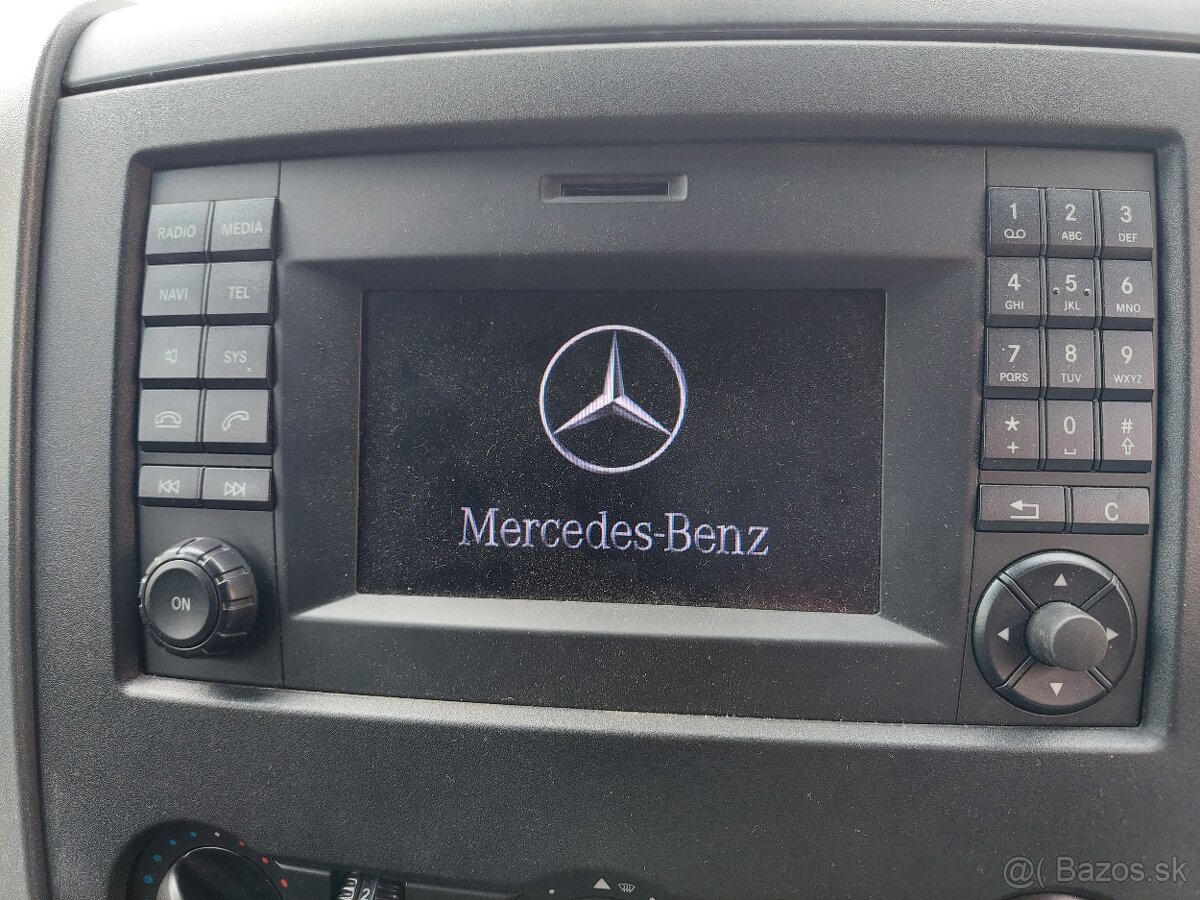 RADIO MEDIA
NAVI TEL
SYS
ON
Mercedes-Benz
1 2 ABC 3 DEF
4 GHI 5 JKL 6 MNO
7 PQRS 8 TUV 9 WXYZ
* + 0 #
C
2
@( Bazos.sk